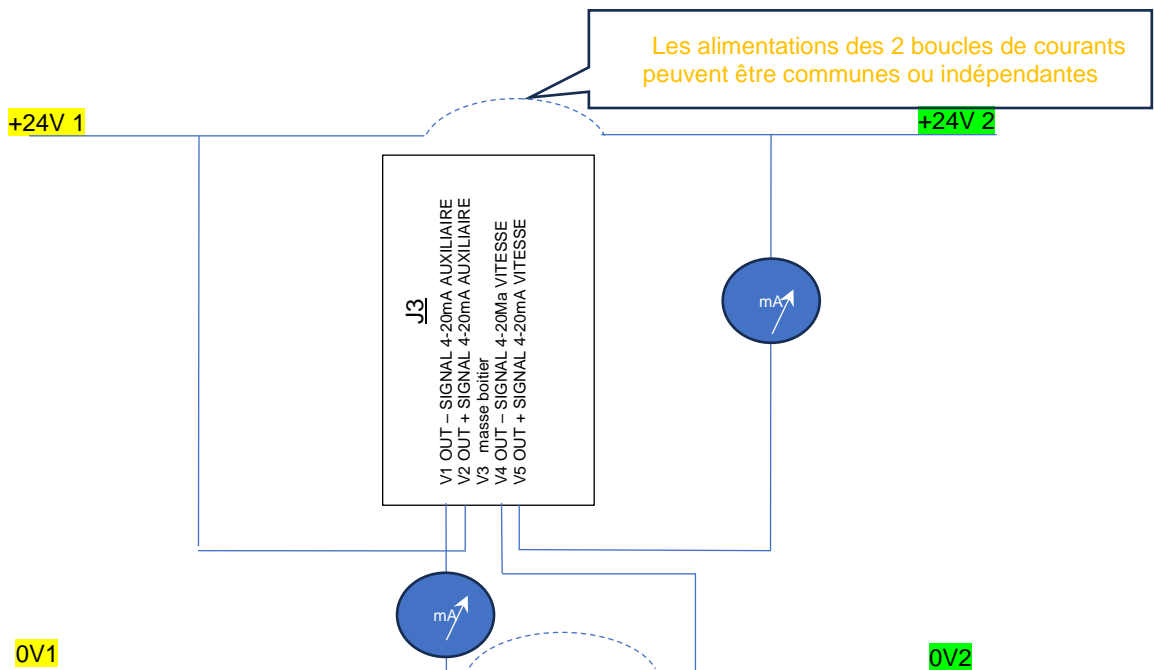 Les alimentations des 2 boucles de courants
peuvent être communes ou indépendantes
+24V 1
+24V 2
J3
V1 OUT – SIGNAL 4-20mA AUXILIAIRE
V2 OUT + SIGNAL 4-20mA AUXILIAIRE
V3 masse boitier
V4 OUT – SIGNAL 4-20Ma VITESSE
V5 OUT + SIGNAL 4-20mA VITESSE
mA
mA
0V1
0V2